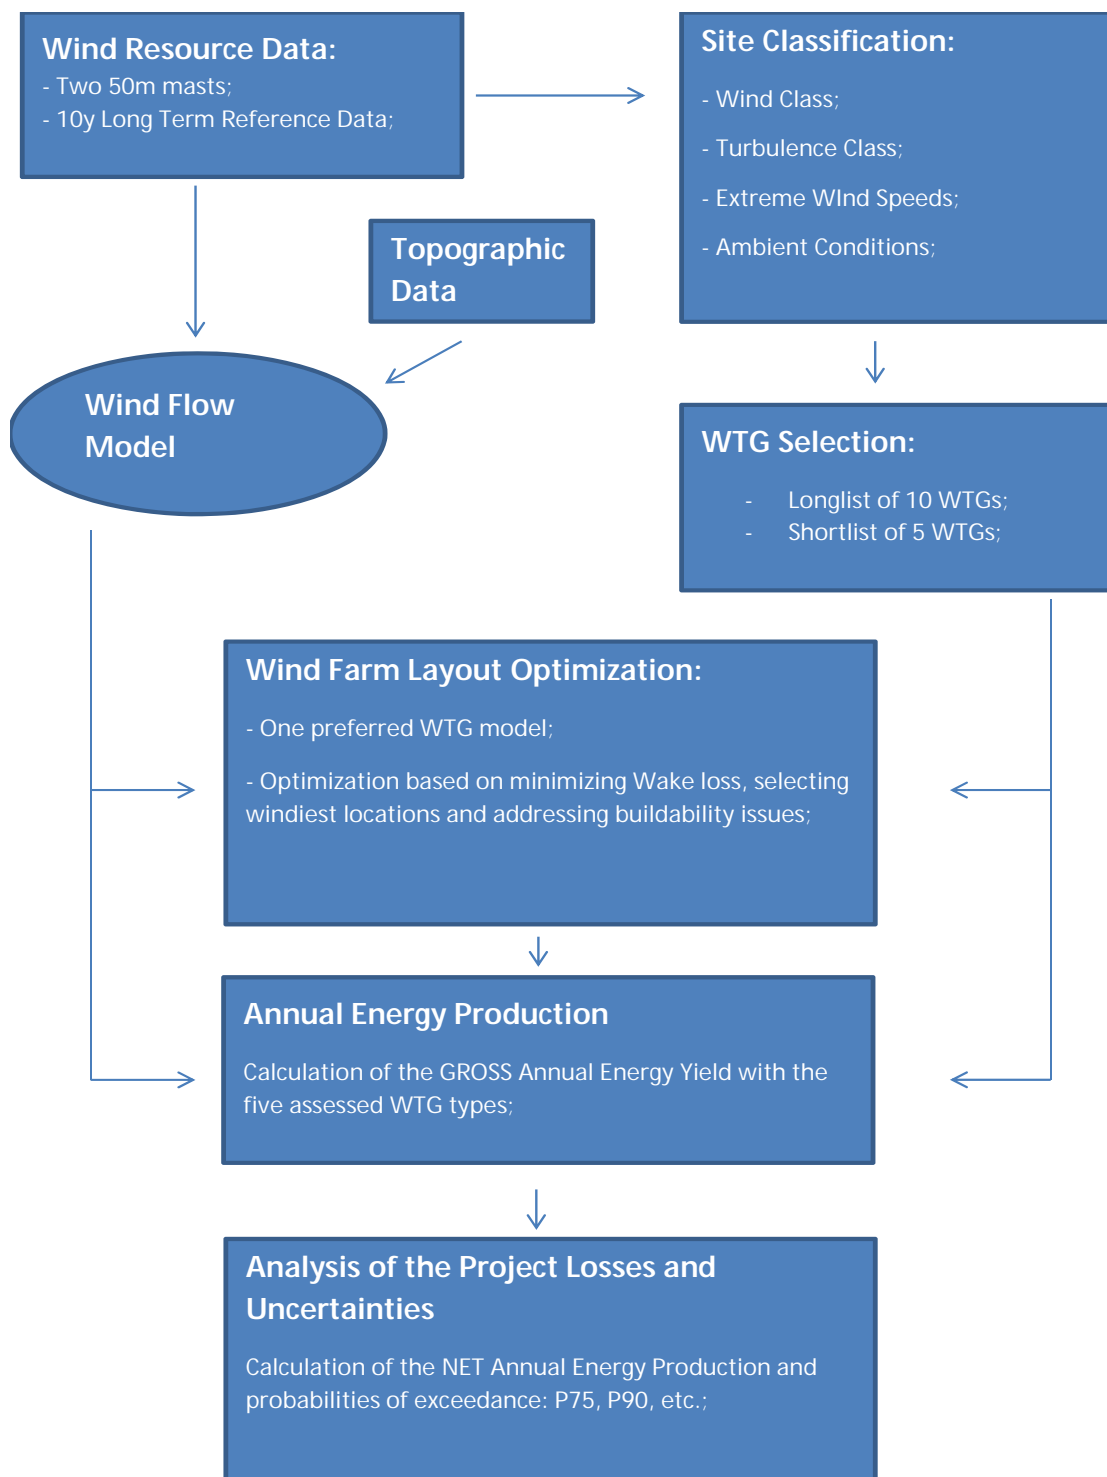 Wind Resource Data:
- Two 50m masts;
- 10y Long Term Reference Data;
Site Classification:
- Wind Class;
- Turbulence Class;
- Extreme WInd Speeds;
- Ambient Conditions;
Topographic
Data
Wind Flow
Model
WTG Selection:
- Longlist of 10 WTGs;
- Shortlist of 5 WTGs;
Wind Farm Layout Optimization:
- One preferred WTG model;
- Optimization based on minimizing Wake loss, selecting
windiest locations and addressing buildability issues;
Annual Energy Production
Calculation of the GROSS Annual Energy Yield with the
five assessed WTG types;
Analysis of the Project Losses and
Uncertainties
Calculation of the NET Annual Energy Production and
probabilities of exceedance: P75, P90, etc.;